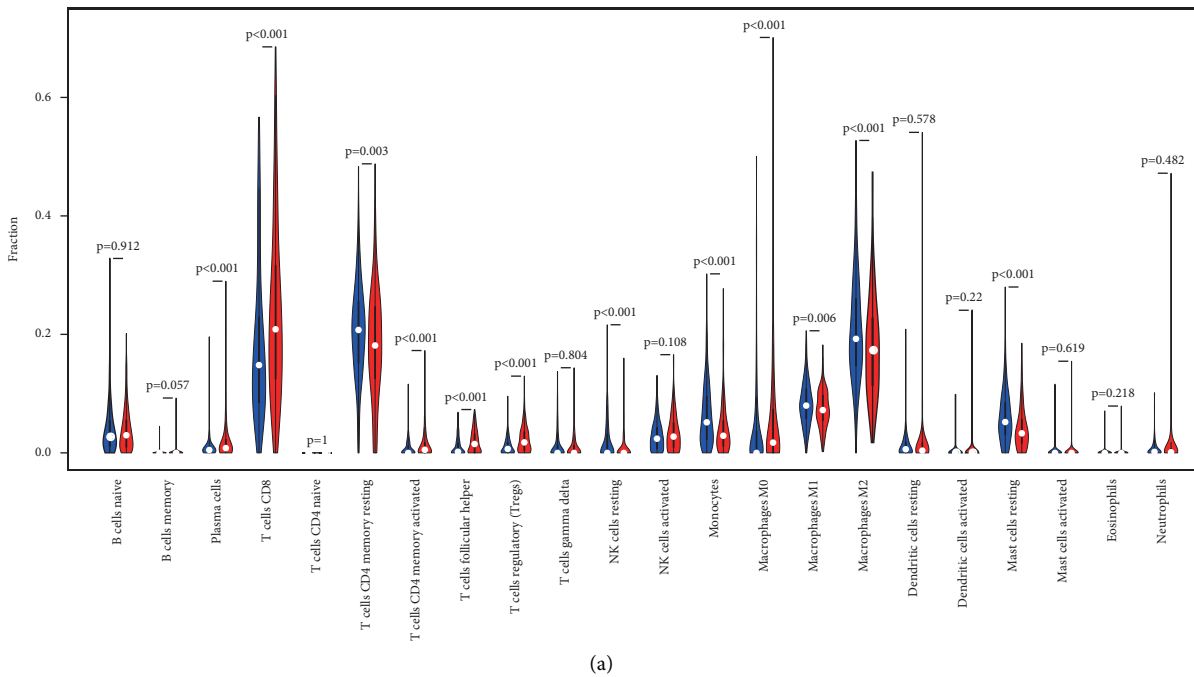 Fraction
0.6
0.4
0.2
0.0
p=0.912
p=0.057
p<0.001
p<0.001
p=1
p=0.003
p<0.001
p<0.001
p<0.001
p=0.804
p<0.001
p=0.108
p<0.001
p<0.001
p=0.006
p<0.001
p=0.578
p=0.22
p<0.001
p=0.619
p=0.218
p=0.482
B cells naive
B cells memory
Plasma cells
T cells CD8
T cells CD4 naive
T cells CD4 memory resting
T cells CD4 memory activated
T cells follicular helper
T cells regulatory (Tregs)
T cells gamma delta
NK cells resting
NK cells activated
Monocytes
Macrophages M0
Macrophages M1
Macrophages M2
Dendritic cells resting
Dendritic cells activated
Mast cells resting
Mast cells activated
Eosinophils
Neutrophils
(a)